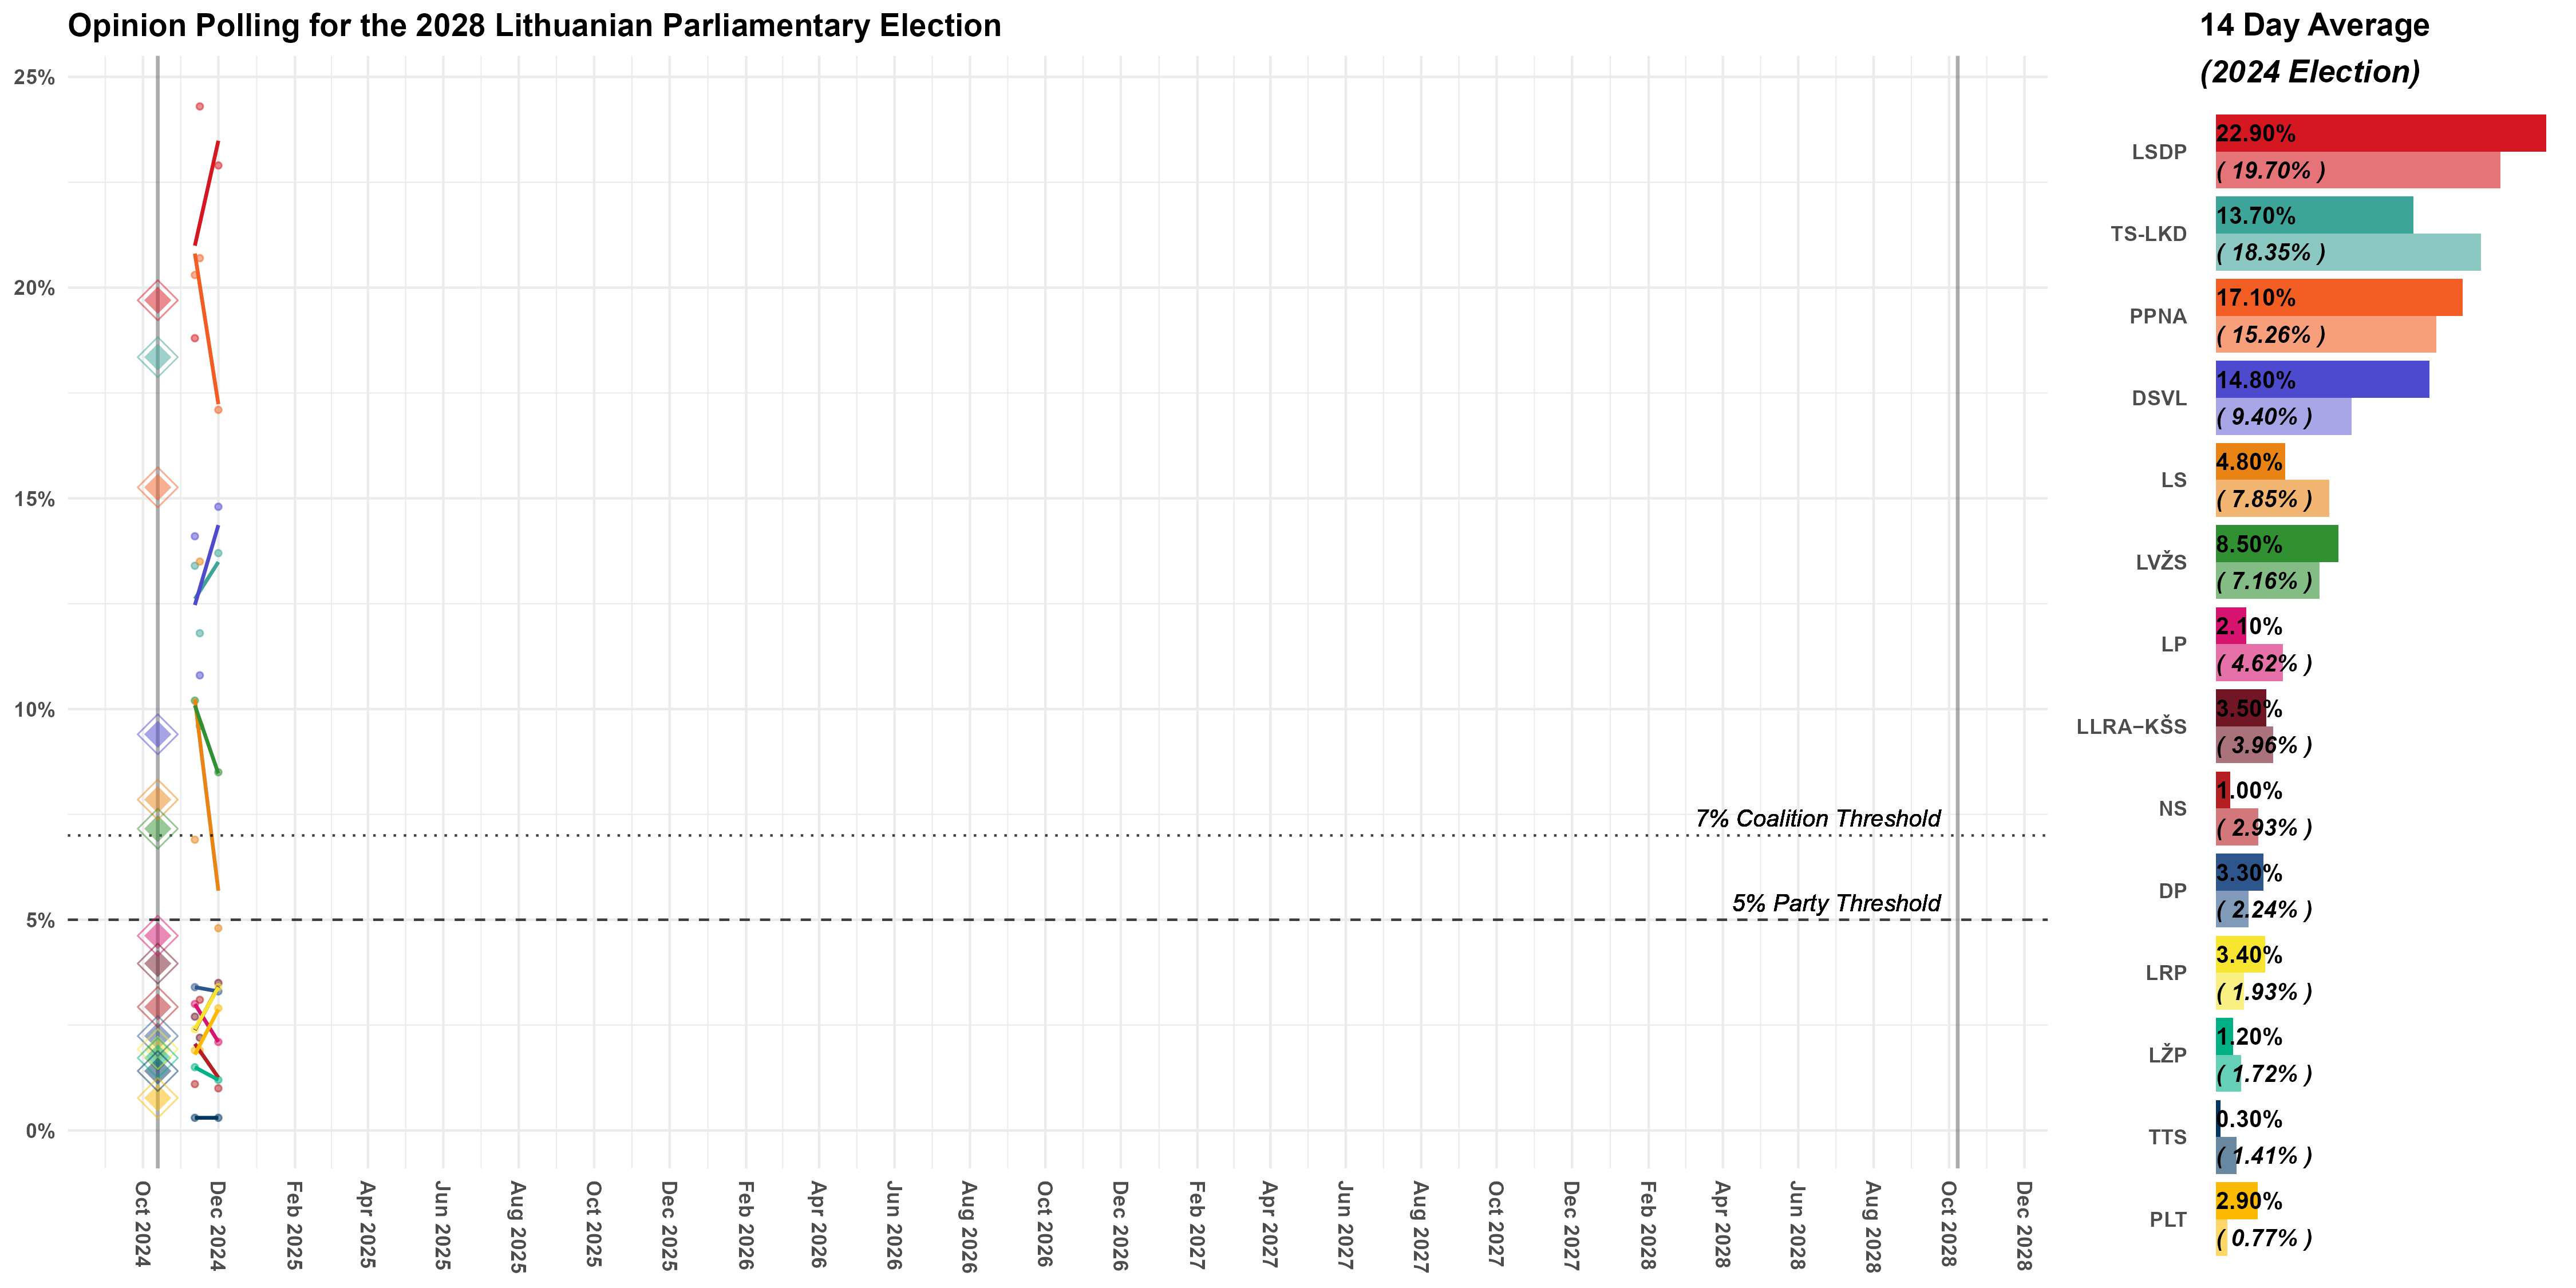 Opinion Polling for the 2028 Lithuanian Parliamentary Election
14 Day Average
(2024 Election)
25%
20%
15%
10%
5%
0%
7% Coalition Threshold
5% Party Threshold
Oct 2024
Dec 2024
Feb 2025
Apr 2025
Jun 2025
Aug 2025
Oct 2025
Dec 2025
Feb 2026
Apr 2026
Jun 2026
Aug 2026
Oct 2026
Dec 2026
Feb 2027
Apr 2027
Jun 2027
Aug 2027
Oct 2027
Dec 2027
Feb 2028
Apr 2028
Jun 2028
Aug 2028
Oct 2028
Dec 2028
LSDP
22.90%
( 19.70% )
TS-LKD
13.70%
( 18.35% )
PPNA
17.10%
( 15.26% )
DSVL
14.80%
( 9.40% )
LS
4.80%
( 7.85% )
LVŽS
8.50%
( 7.16% )
LP
2.10%
( 4.62% )
LLRA–KŠS
3.50%
( 3.96% )
NS
1.00%
( 2.93% )
DP
3.30%
( 2.24% )
LRP
3.40%
( 1.93% )
LŽP
1.20%
( 1.72% )
TTS
0.30%
( 1.41% )
PLT
2.90%
( 0.77% )